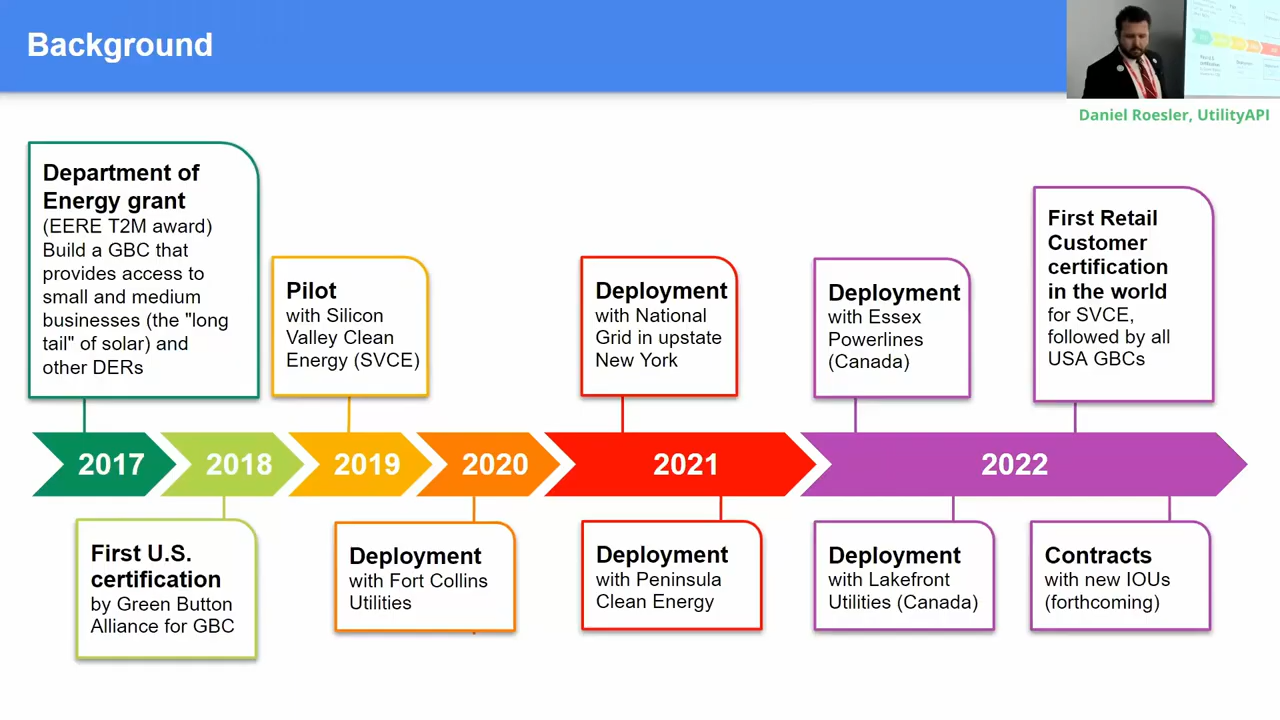 Background
Daniel Roesler, UtilityAPI
Department of
Energy grant
(EERE T2M award)
Build a GBC that
provides access to
small and medium
businesses (the "long
tail" of solar) and
other DERs
Pilot
with Silicon
Valley Clean
Energy (SVCE)
Deployment
with National
Grid in upstate
New York
Deployment
with Essex
Powerlines
(Canada)
First Retail
Customer
certification
in the world
for SVCE,
followed by all
USA GBCs
2017
2018
2019
2020
2021
2022
First U.S.
certification
by Green Button
Alliance for GBC
Deployment
with Fort Collins
Utilities
Deployment
with Peninsula
Clean Energy
Deployment
with Lakefront
Utilities (Canada)
Contracts
with new IOUs
(forthcoming)